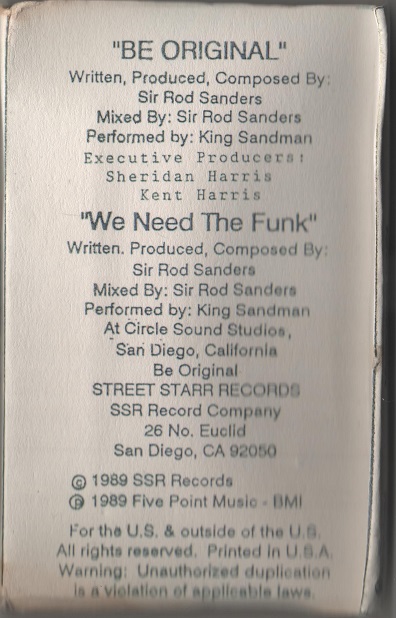 "BE ORIGINAL"
Written, Produced, Composed By:
Sir Rod Sanders
Mixed By: Sir Rod Sanders
Performed by: King Sandman
Executive Producers:
Sheridan Harris
Kent Harris
"We Need The Funk"
Written. Produced, Composed By:
Sir Rod Sanders
Mixed By: Sir Rod Sanders
Performed by: King Sandman
At Circle Sound Studios,
San Diego, California
Be Original
STREET STARR RECORDS
SSR Record Company
26 No. Euclid
San Diego, CA 92050
© 1989 SSR Records
℗ 1989 Five Point Music - BMI
For the U.S. & outside of the U.S.
All rights reserved. Printed in U.S.A.
Warning: Unauthorized duplication
is a violation of applicable laws.